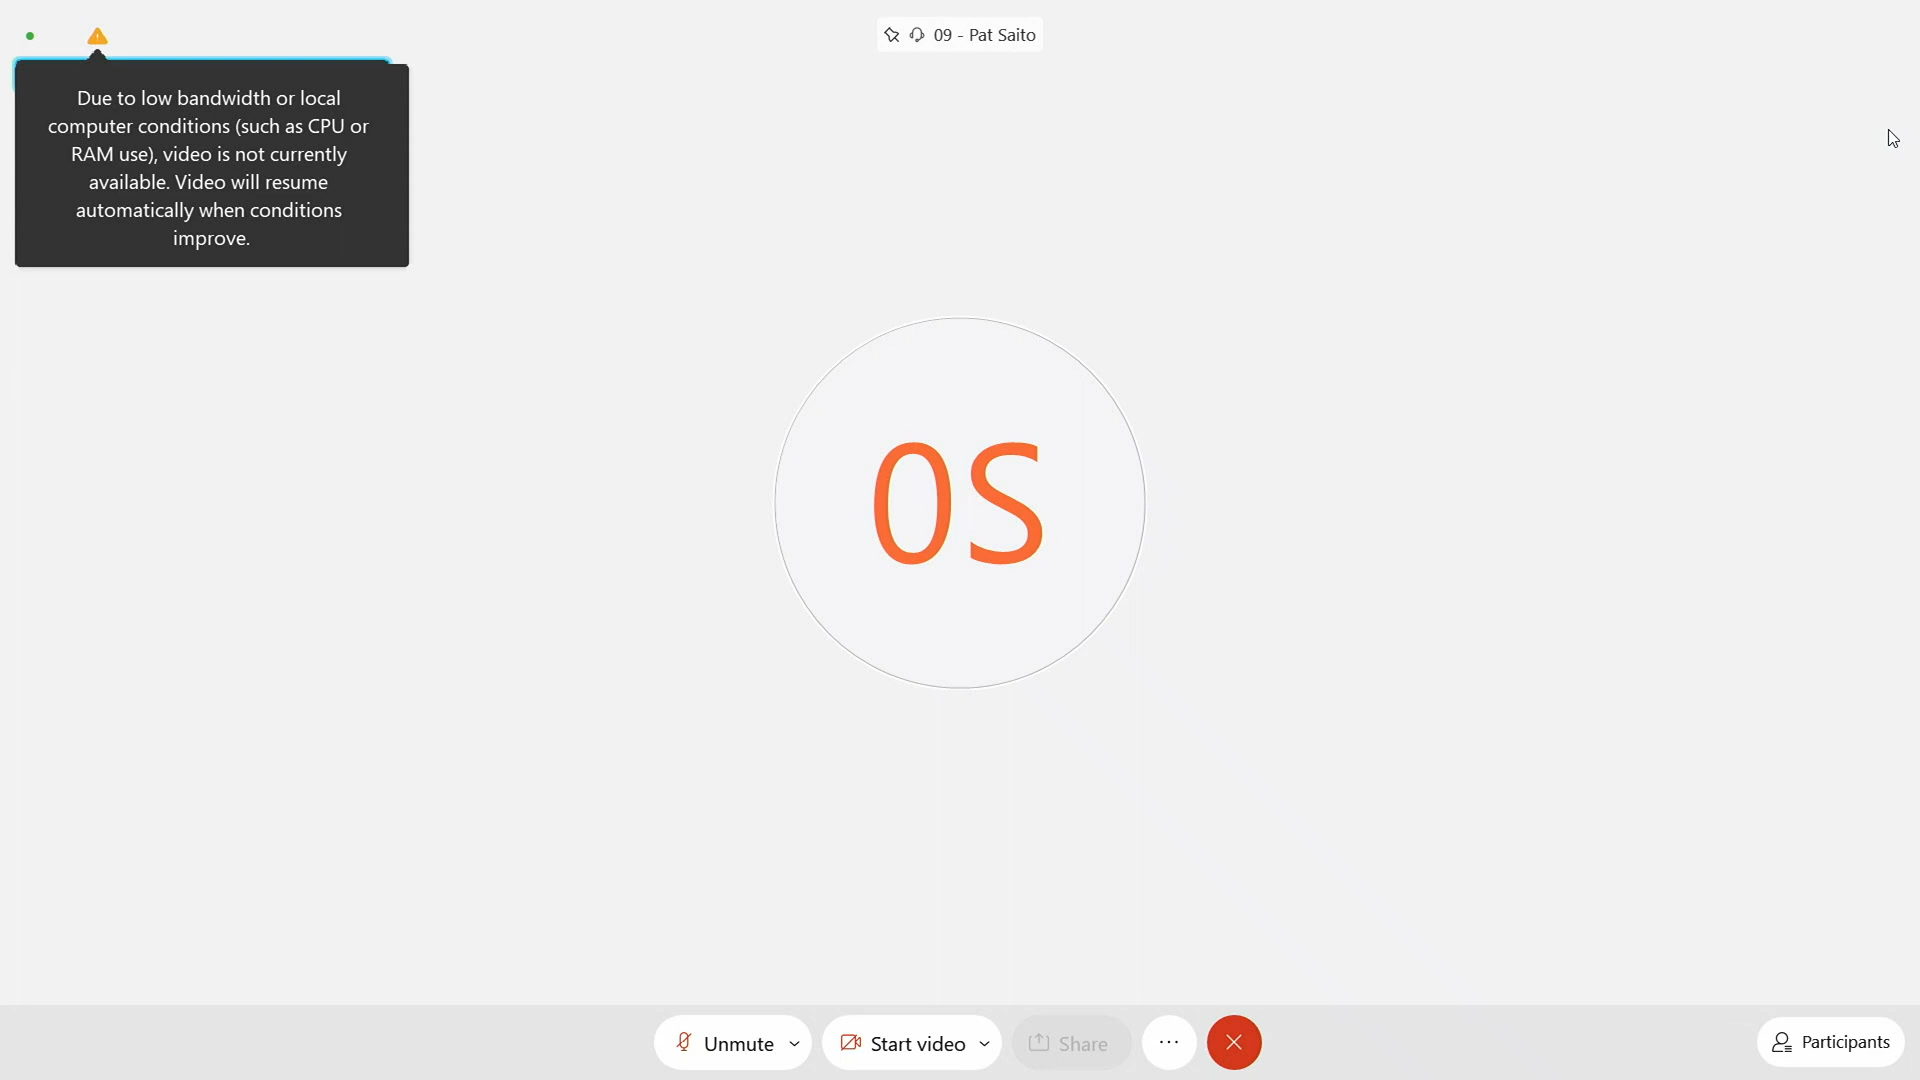 09 - Pat Saito
Due to low bandwidth or local
computer conditions (such as CPU or
RAM use), video is not currently
available. Video will resume
automatically when conditions
improve.
0S
Unmute
Start video
Share
Participants